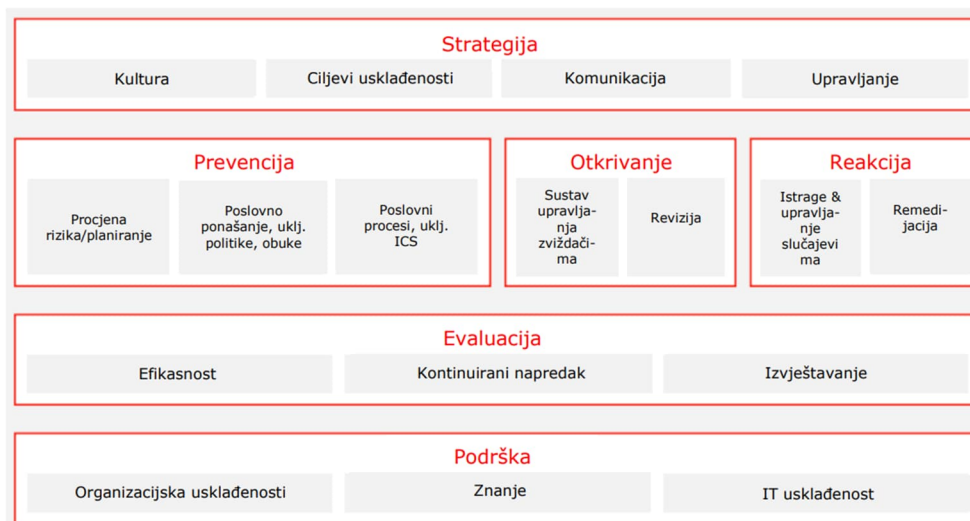 Strategija
Kultura
Ciljevi usklađenosti
Komunikacija
Upravljanje
Prevencija
Procjena
rizika/planiranje
Poslovno
ponašanje, uklj.
politike, obuke
Poslovni
procesi, uklj.
ICS
Otkrivanje
Sustav
upravlja-
nja
zviždači-
ma
Revizija
Reakcija
Istrage &
upravlja-
nje
slučajevi
ma
Remedi-
jacija
Evaluacija
Efikasnost
Kontinuirani napredak
Izvještavanje
Podrška
Organizacijska usklađenosti
Znanje
IT usklađenost